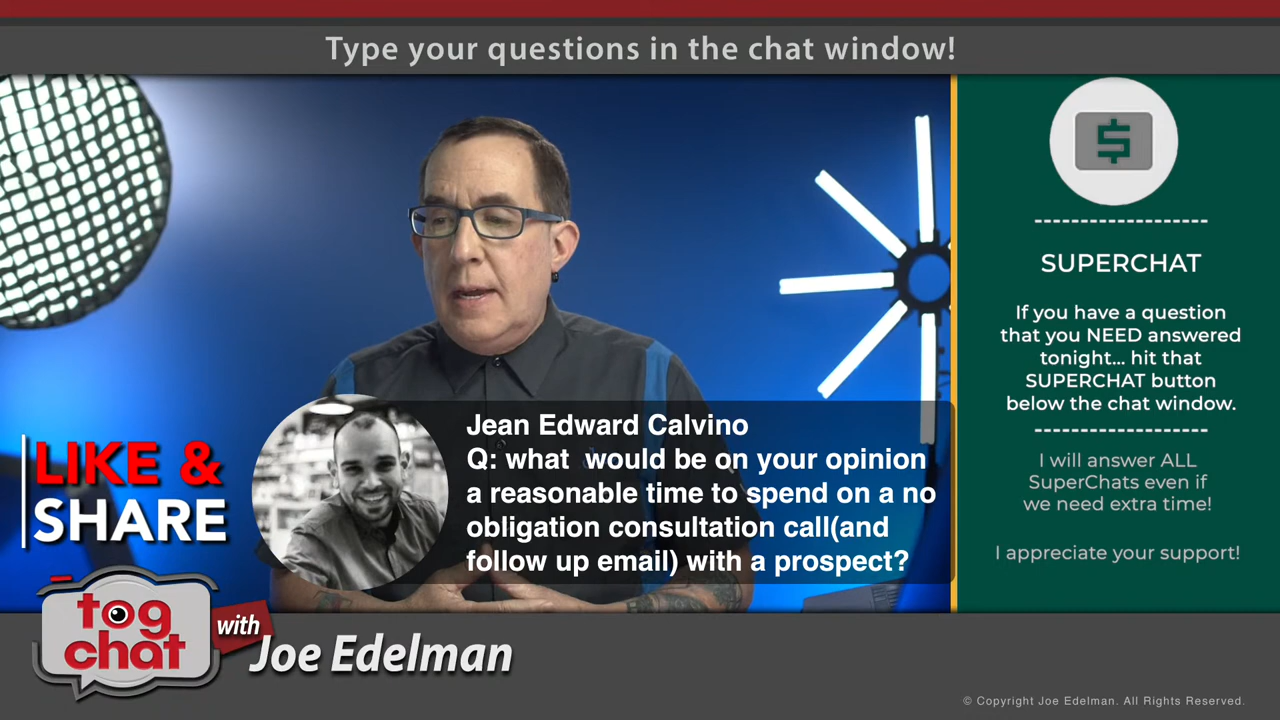 Type your questions in the chat window!
SUPERCHAT
If you have a question
that you NEED answered
tonight... hit that
SUPERCHAT button
below the chat window.
I will answer ALL
SuperChats even if
we need extra time!
I appreciate your support!
Jean Edward Calvino
Q: what would be on your opinion
a reasonable time to spend on a no
obligation consultation call(and
follow up email) with a prospect?
LIKE &
SHARE
tog
chat
with
Joe Edelman
© Copyright Joe Edelman. All Rights Reserved.